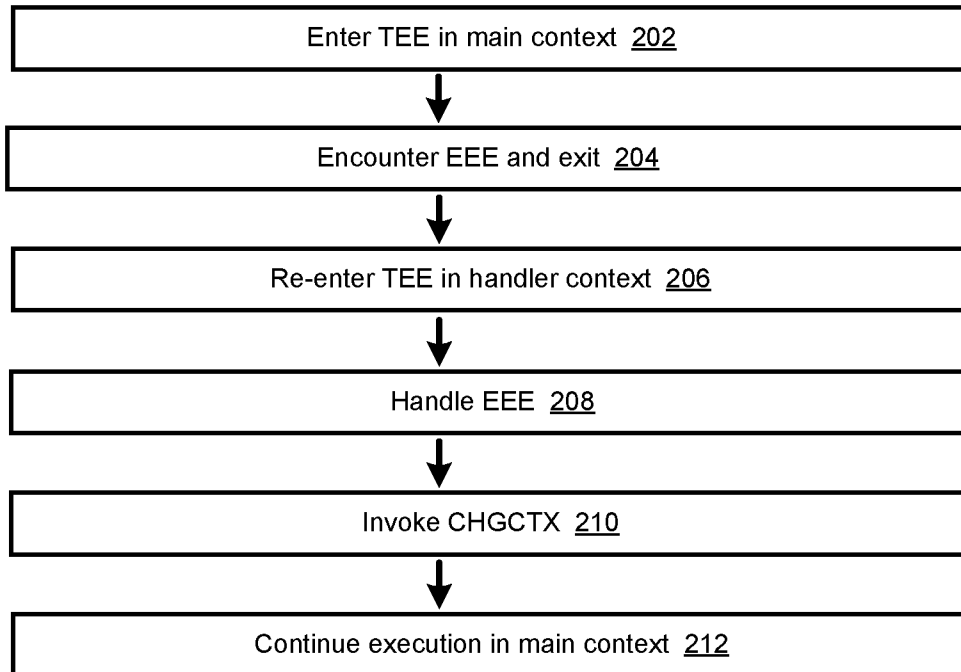 Enter TEE in main context 202
Encounter EEE and exit 204
Re-enter TEE in handler context 206
Handle EEE 208
Invoke CHGCTX 210
Continue execution in main context 212